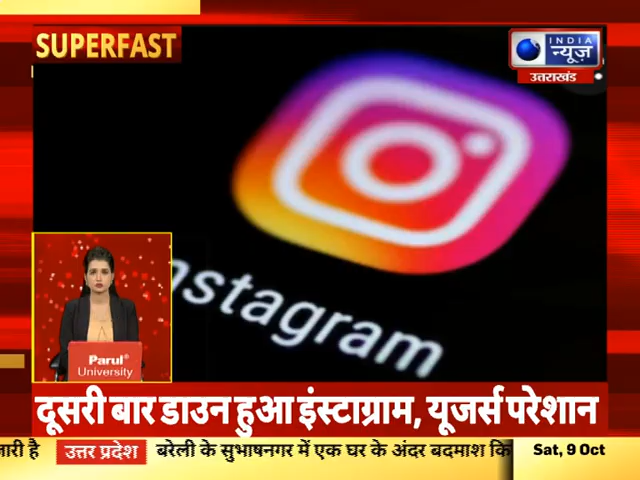 SUPERFAST
INDIA
न्यूज़
उत्तराखंड
nstagram
Parul®
University
दूसरी बार डाउन हुआ इंस्टाग्राम, यूजर्स परेशान
जारी है उत्तर प्रदेश बरेली के सुभाषनगर में एक घर के अंदर बदमाश कि Sat, 9 Oct